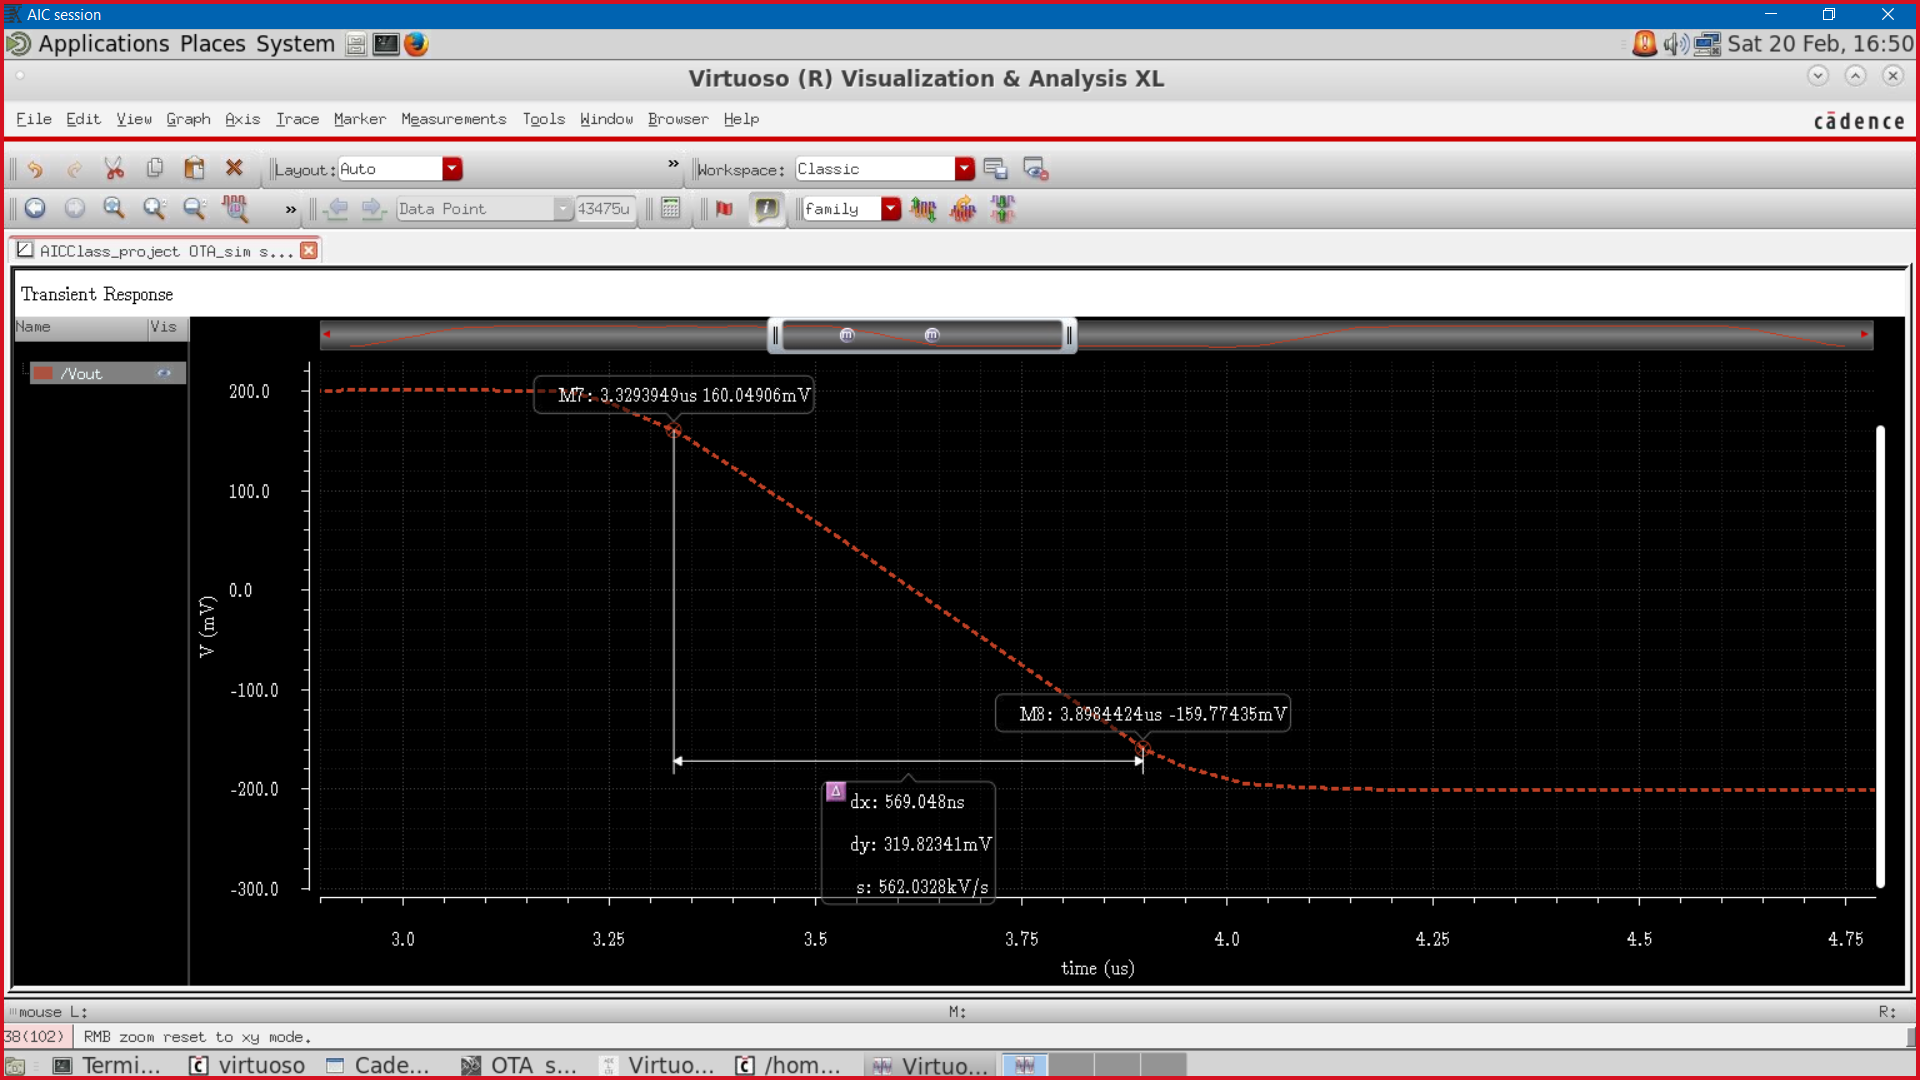 AIC session
Applications Places System
Sat 20 Feb, 16:50
Virtuoso (R) Visualization & Analysis XL
File Edit View Graph Axis Trace Marker Measurements Tools Window Browser Help
cādence
Layout: Auto
»
Workspace: Classic
»
Data Point
43475u
family
AICClass_project OTA_sim s...
Transient Response
Name Vis
/Vout
200.0
100.0
0.0
-100.0
-200.0
-300.0
V (mV)
M7: 3.3293949us 160.04906mV
M8: 3.8984424us -159.77435mV
dx: 569.048ns
dy: 319.82341mV
s: 562.0328kV/s
3.0 3.25 3.5 3.75 4.0 4.25 4.5 4.75
time (us)
mouse L: M: R:
38(102) RMB zoom reset to xy mode.
Termi... virtuoso Cade... OTA s... Virtuo... /hom... Virtuo...